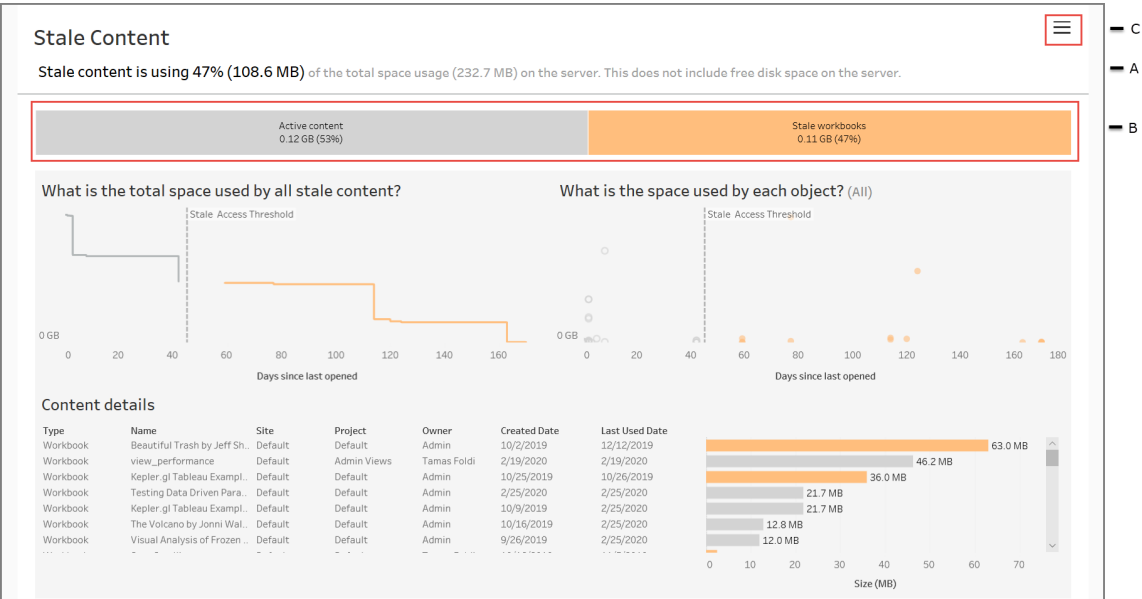 Stale Content
C
Stale content is using 47% (108.6 MB) of the total space usage (232.7 MB) on the server. This does not include free disk space on the server.
A
Active content
0.12 GB (53%)
Stale workbooks
0.11 GB (47%)
B
What is the total space used by all stale content?
Stale Access Threshold
0 GB
0 20 40 60 80 100 120 140 160
Days since last opened
What is the space used by each object? (All)
Stale Access Threshold
0 GB
0 20 40 60 80 100 120 140 160 180
Days since last opened
Content details
Type Name Site Project Owner Created Date Last Used Date
Workbook Beautiful Trash by Jeff Sh.. Default Default Admin 10/2/2019 12/12/2019 63.0 MB
Workbook view_performance Default Admin Views Tamas Foldi 2/19/2020 2/19/2020 46.2 MB
Workbook Kepler.gl Tableau Exampl.. Default Default Admin 10/25/2019 10/26/2019 36.0 MB
Workbook Testing Data Driven Para.. Default Default Admin 2/25/2020 2/25/2020 21.7 MB
Workbook Kepler.gl Tableau Exampl.. Default Default Admin 10/9/2019 2/25/2020 21.7 MB
Workbook The Volcano by Jonni Wal.. Default Default Admin 10/16/2019 2/25/2020 12.8 MB
Workbook Visual Analysis of Frozen .. Default Default Admin 9/26/2019 2/25/2020 12.0 MB
0 10 20 30 40 50 60 70
Size (MB)